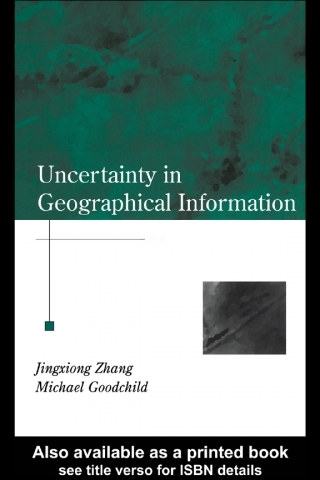 Uncertainty in
Geographical Information
Jingxiong Zhang
Michael Goodchild
Also available as a printed book
see title verso for ISBN details